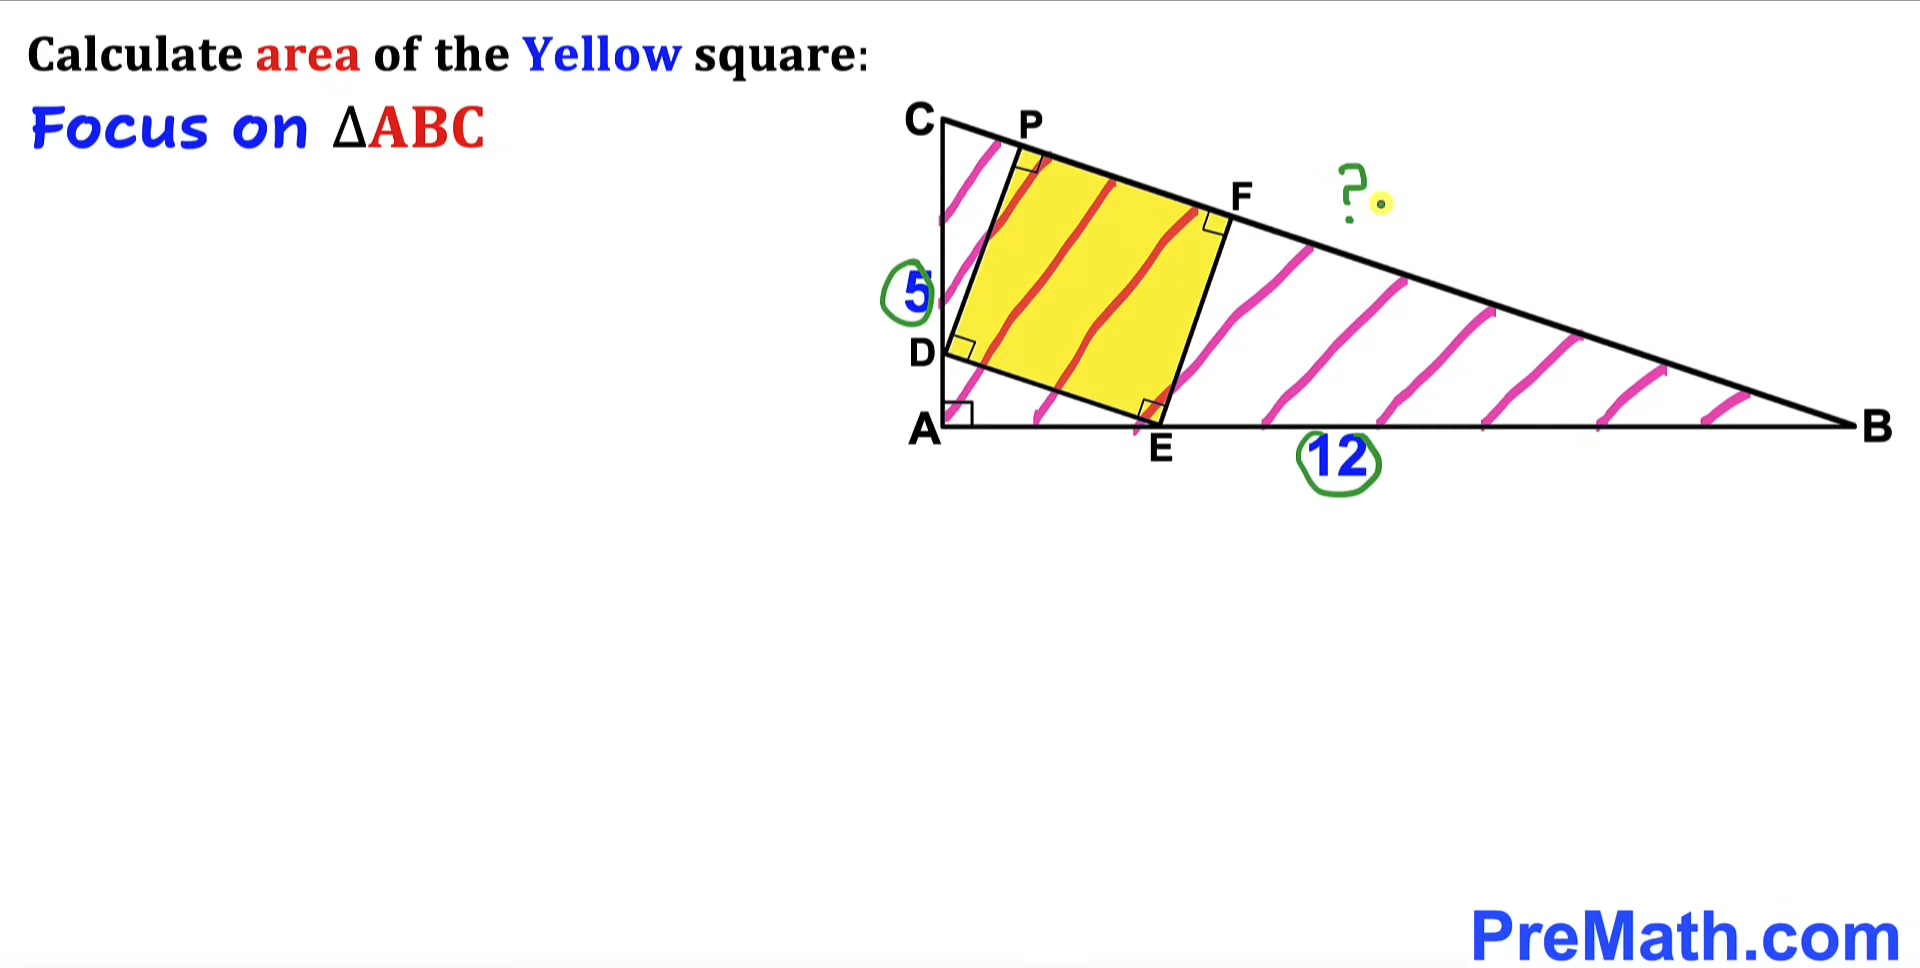 Calculate area of the Yellow square:
Focus on ΔABC
C
P
F
?
5
D
A
E
B
12
PreMath.com